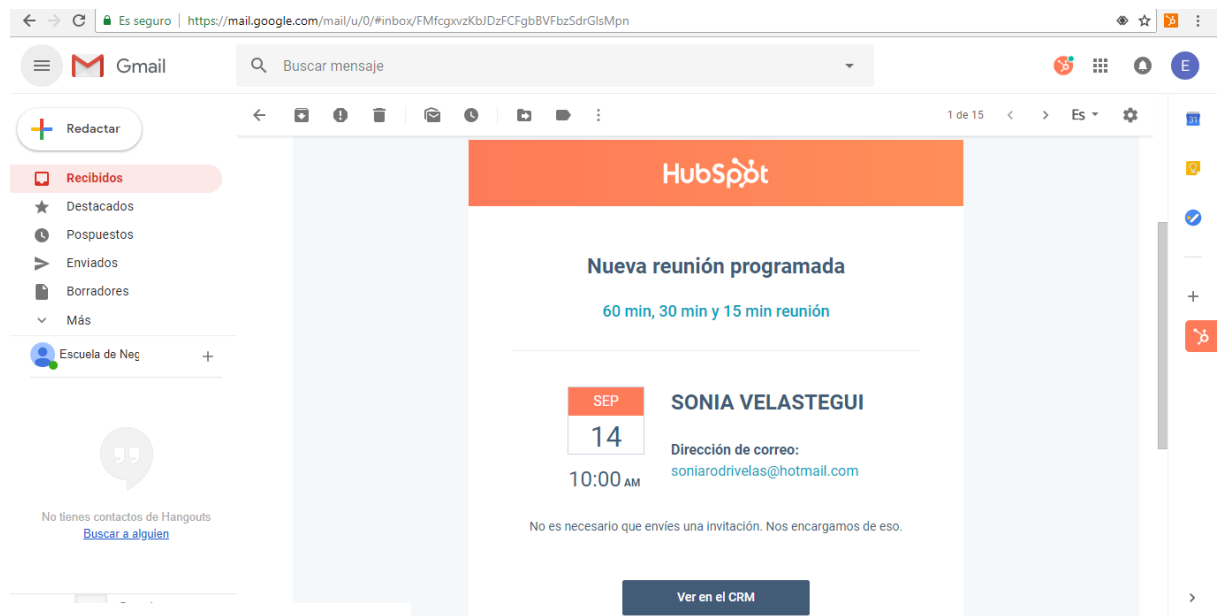 Es seguro | https://mail.google.com/mail/u/0/#inbox/FMfcgxvzKbJDzFCFgbBVFbzSdrGlsMpn
Gmail
Buscar mensaje
E
Redactar
1 de 15
Es
31
Recibidos
Destacados
Pospuestos
Enviados
Borradores
Más
Escuela de Neg
No tienes contactos de Hangouts
Buscar a alguien
HubSpot
Nueva reunión programada
60 min, 30 min y 15 min reunión
SEP
14
10:00 AM
SONIA VELASTEGUI
Dirección de correo:
soniarodrivelas@hotmail.com
No es necesario que envíes una invitación. Nos encargamos de eso.
Ver en el CRM